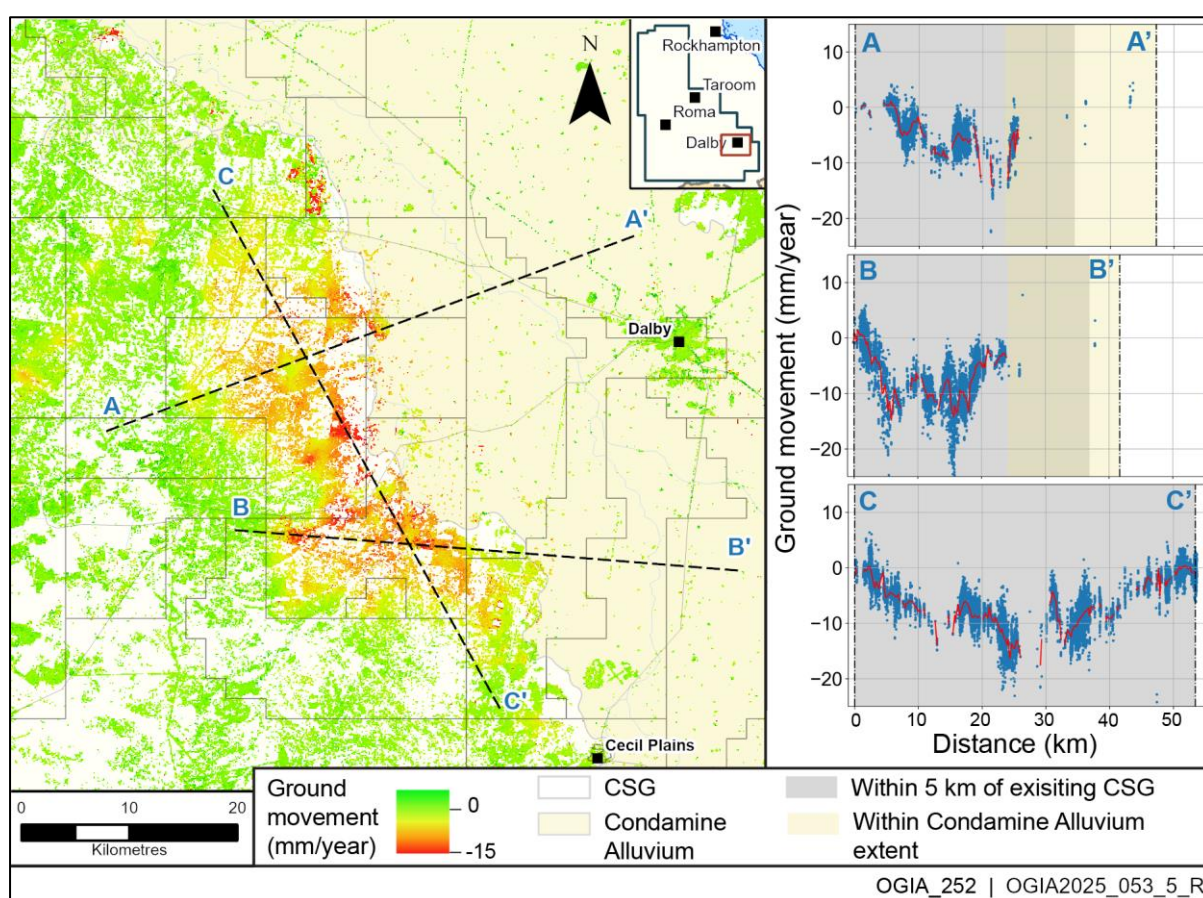 N
Rockhampton
Taroom
Roma
Dalby
C
A'
Dalby
A
B
B'
C'
Cecil Plains
0 10 20
Kilometres
Ground movement (mm/year)
A A'
10
0
−10
−20
B B'
10
0
−10
−20
C C'
10
0
−10
−20
0 10 20 30 40 50
Distance (km)
Ground
movement
(mm/year)
0
-15
CSG
Condamine
Alluvium
Within 5 km of exisiting CSG
Within Condamine Alluvium
extent
OGIA_252 | OGIA2025_053_5_R